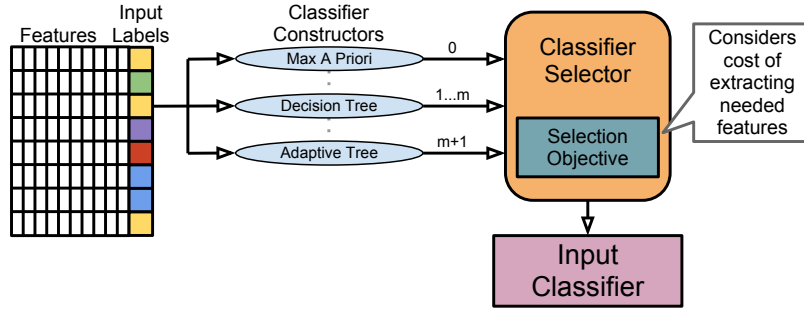 Features
Input
Labels
Classifier
Constructors
Max A Priori
Decision Tree
Adaptive Tree
0
1...m
m+1
Classifier
Selector
Selection
Objective
Considers
cost of
extracting
needed
features
Input
Classifier